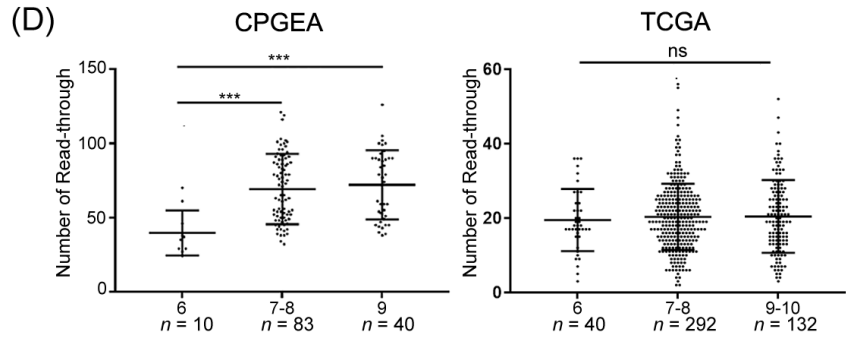 (D)
CPGEA
Number of Read-through
150
100
50
0
***
***
6
7-8
9
n = 10
n = 83
n = 40
TCGA
Number of Read-through
60
40
20
0
ns
6
7-8
9-10
n = 40
n = 292
n = 132